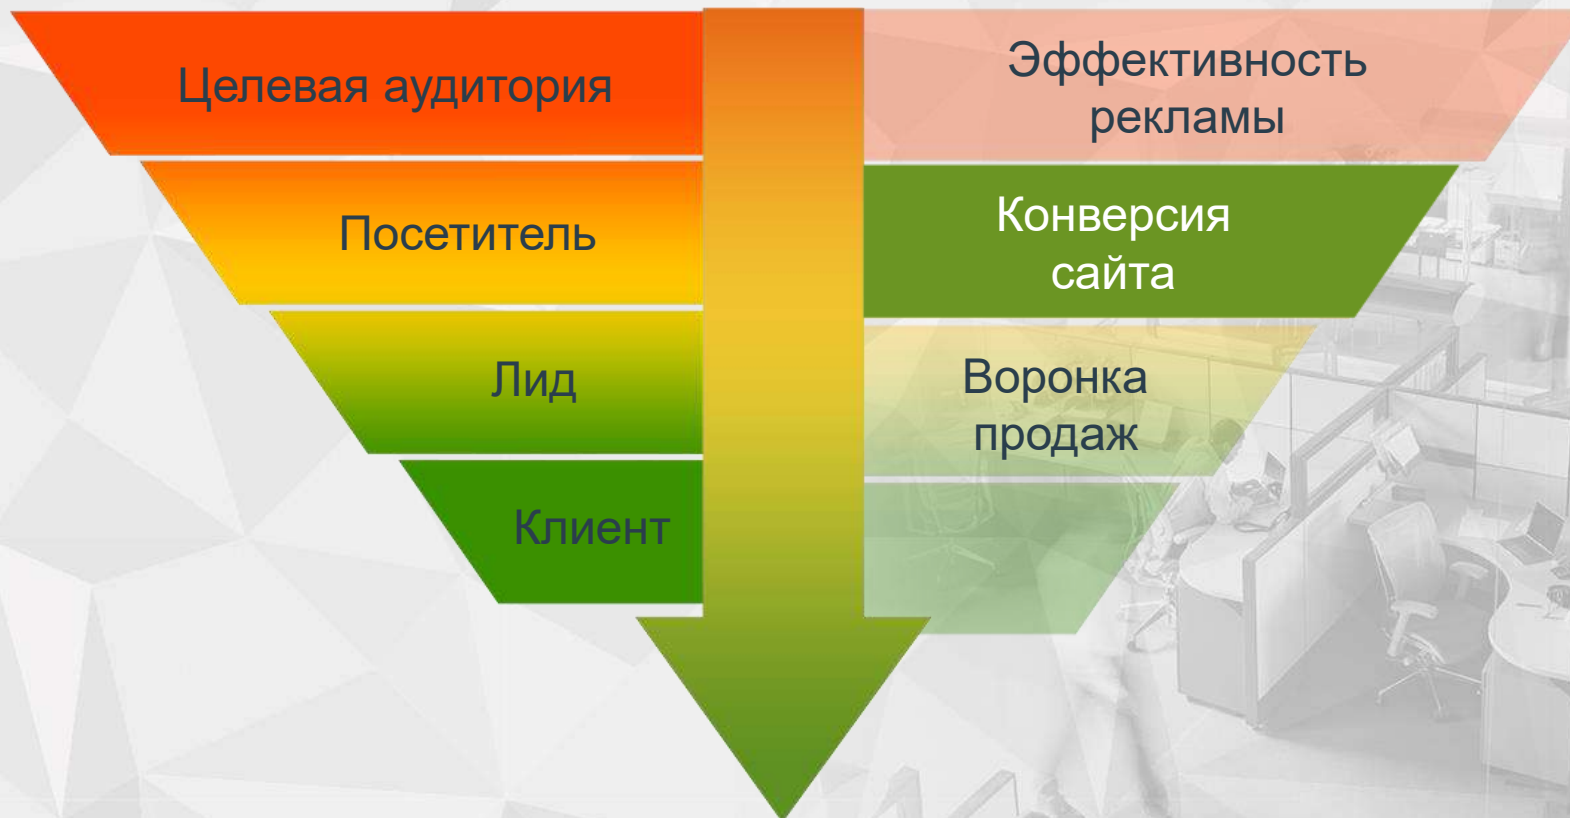 Целевая аудитория
Эффективность
рекламы
Посетитель
Конверсия
сайта
Лид
Воронка
продаж
Клиент